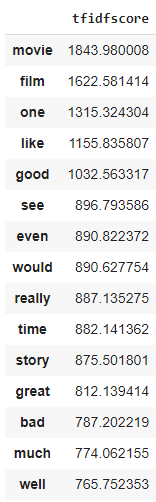 tfidfscore
movie 1843.980008
film 1622.581414
one 1315.324304
like 1155.835807
good 1032.563317
see 896.793586
even 890.822372
would 890.627754
really 887.135275
time 882.141362
story 875.501801
great 812.139414
bad 787.202219
much 774.062155
well 765.752353